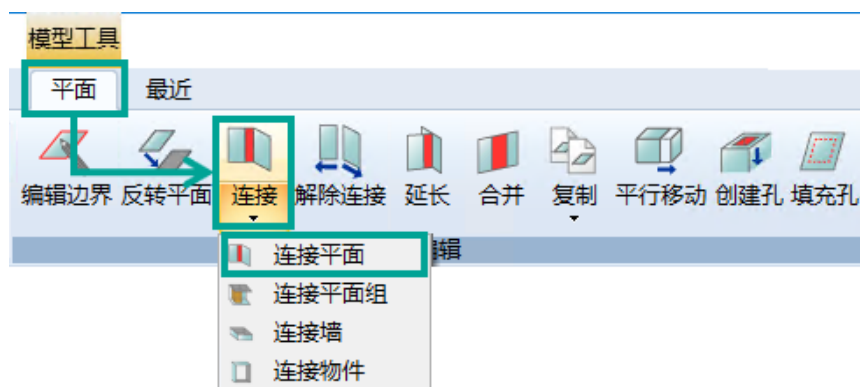 模型工具
平面 最近
编辑边界 反转平面 连接 解除连接 延长 合并 复制 平行移动 创建孔 填充孔
辑
连接平面
连接平面组
连接墙
连接物件